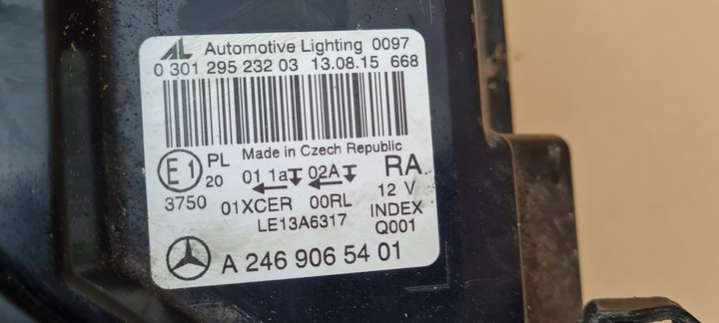 AL Automotive Lighting 0097
0 301 295 232 03 13.08.15 668
Made in Czech Republic
E1 PL 01 1a 02A RA
20
3750 01XCER 00RL 12 V
LE13A6317 INDEX
Q001
A 246 906 54 01